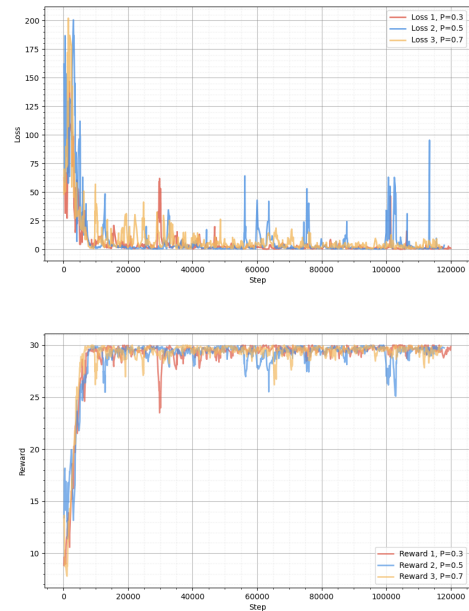 Loss 1, P=0.3
Loss 2, P=0.5
Loss 3, P=0.7
200
175
150
125
100
75
50
25
0
Loss
0 20000 40000 60000 80000 100000 120000
Step
30
25
20
15
10
Reward
Reward 1, P=0.3
Reward 2, P=0.5
Reward 3, P=0.7
0 20000 40000 60000 80000 100000 120000
Step